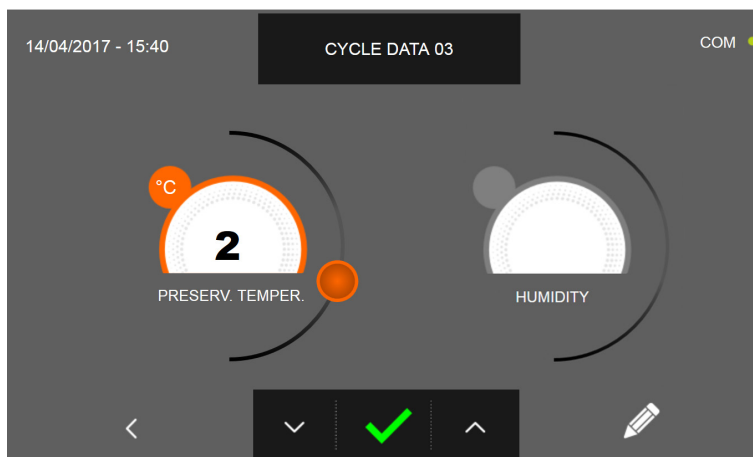 14/04/2017 - 15:40
CYCLE DATA 03
COM
°C
2
PRESERV. TEMPER.
HUMIDITY